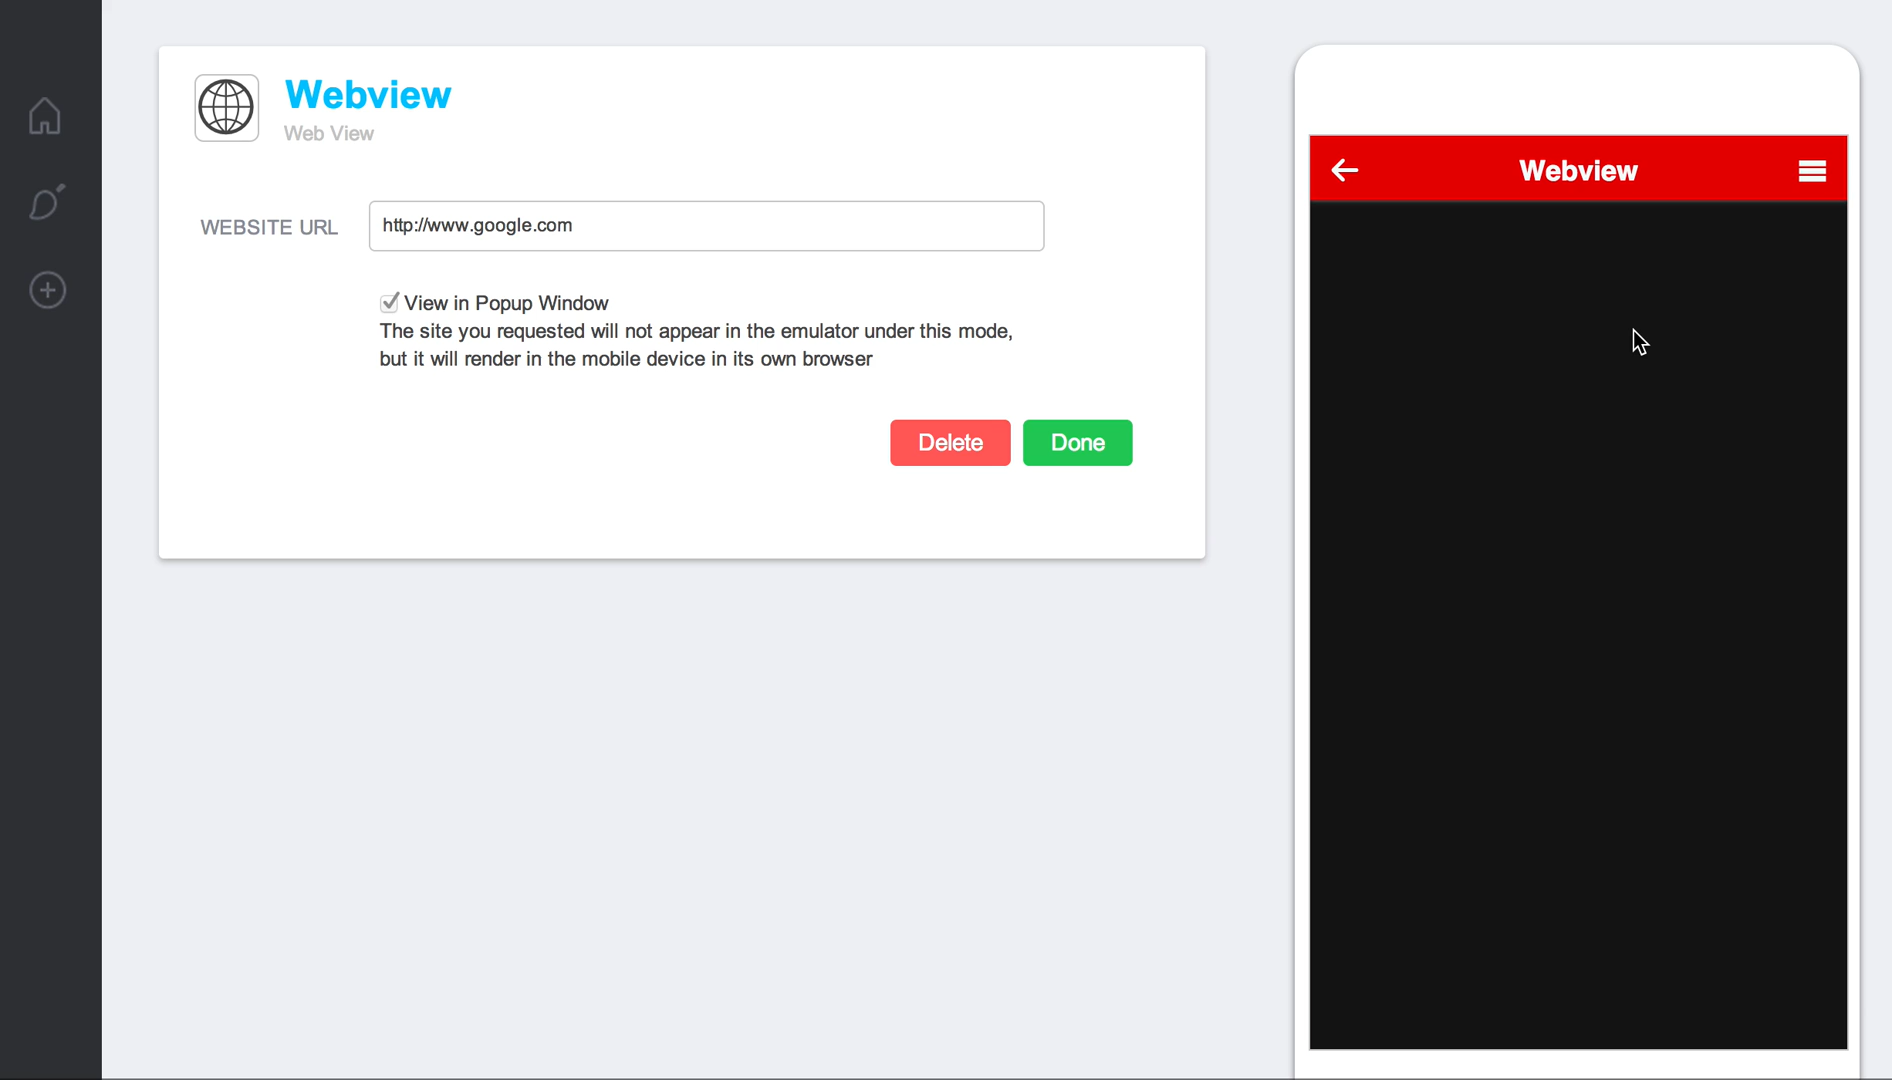 Webview
Web View
WEBSITE URL
http://www.google.com
View in Popup Window
The site you requested will not appear in the emulator under this mode,
but it will render in the mobile device in its own browser
Delete
Done
Webview